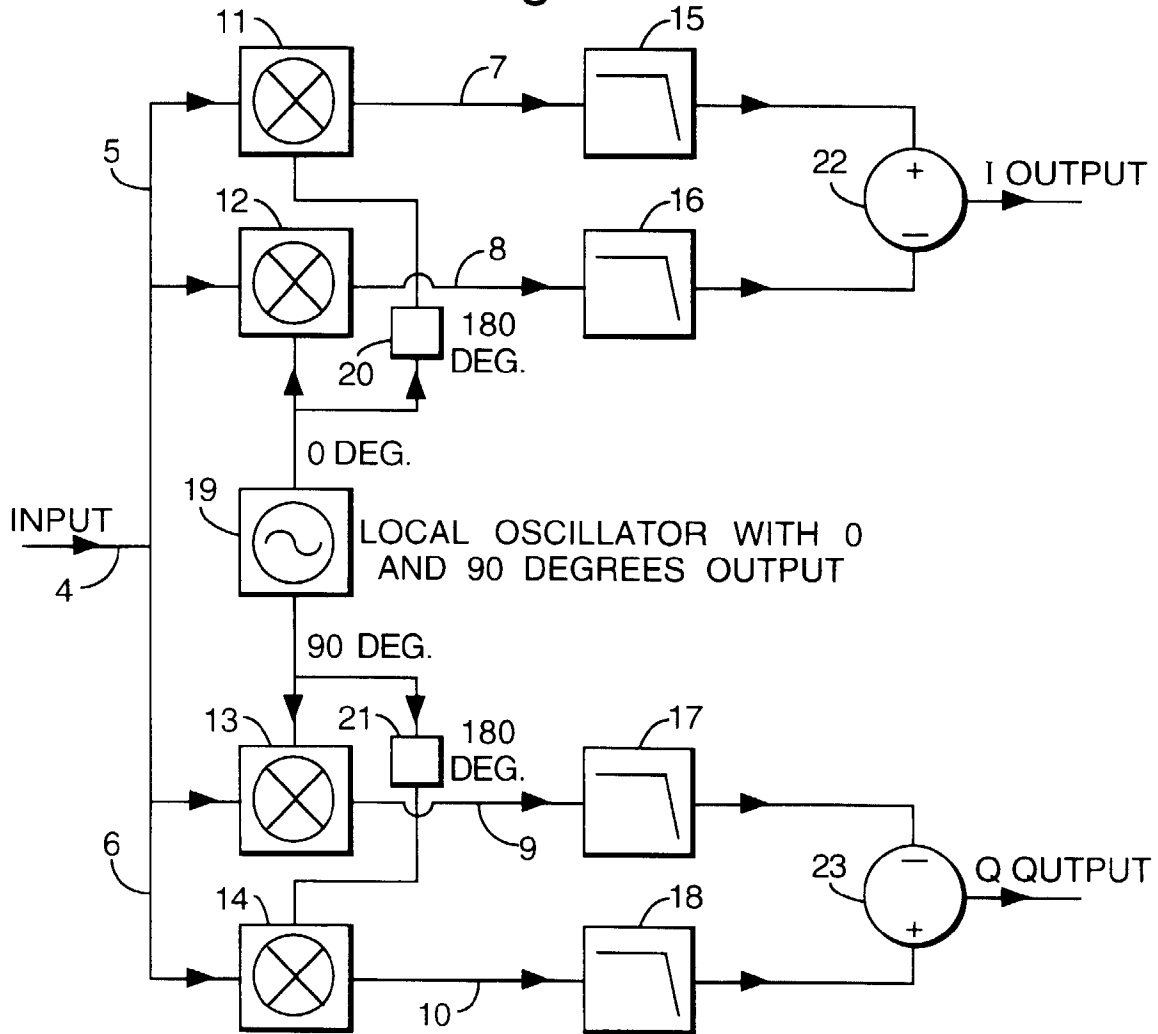 g
11
15
7
5
12
16
22
+
I OUTPUT
8
180
DEG.
20
0 DEG.
19
INPUT
4
LOCAL OSCILLATOR WITH 0
AND 90 DEGREES OUTPUT
90 DEG.
13
21
180
DEG.
17
6
9
14
18
23
Q QUTPUT
+
10